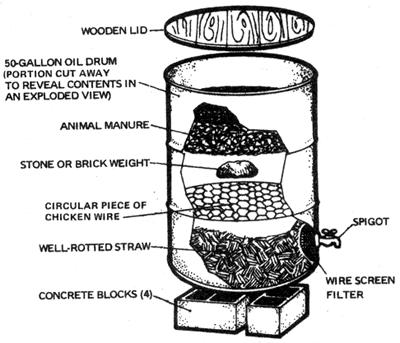 WOODEN LID
50-GALLON OIL DRUM
(PORTION CUT AWAY
TO REVEAL CONTENTS IN
AN EXPLODED VIEW)
ANIMAL MANURE
STONE OR BRICK WEIGHT
CIRCULAR PIECE OF
CHICKEN WIRE
SPIGOT
WELL-ROTTED STRAW
WIRE SCREEN
FILTER
CONCRETE BLOCKS (4)